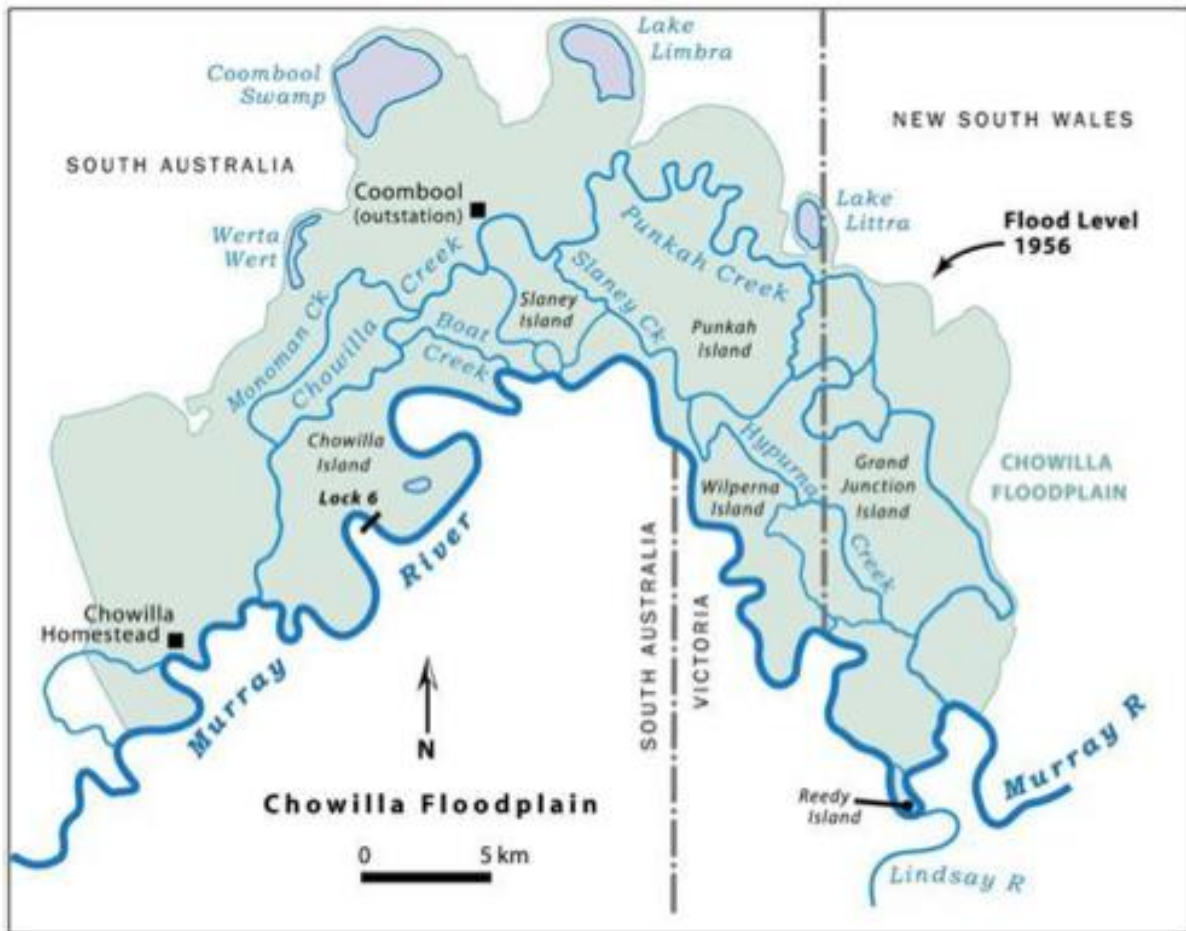 Lake
Limbra
Coombool
Swamp
NEW SOUTH WALES
SOUTH AUSTRALIA
Coombool
(outstation)
Lake
Littra
Flood Level
1956
Werta
Wert
Punkah Creek
Creek
Slaney Ck
Slaney
Island
Monoman Ck
Chowilla
Boat
Creek
Punkah
Island
Chowilla
Island
Hypurna
Creek
Grand
Junction
Island
CHOWILLA
FLOODPLAIN
Wilperna
Island
Lock 6
River
Murray
Chowilla
Homestead
SOUTH AUSTRALIA
VICTORIA
N
Murray R
Reedy
Island
Chowilla Floodplain
0 5 km
Lindsay R